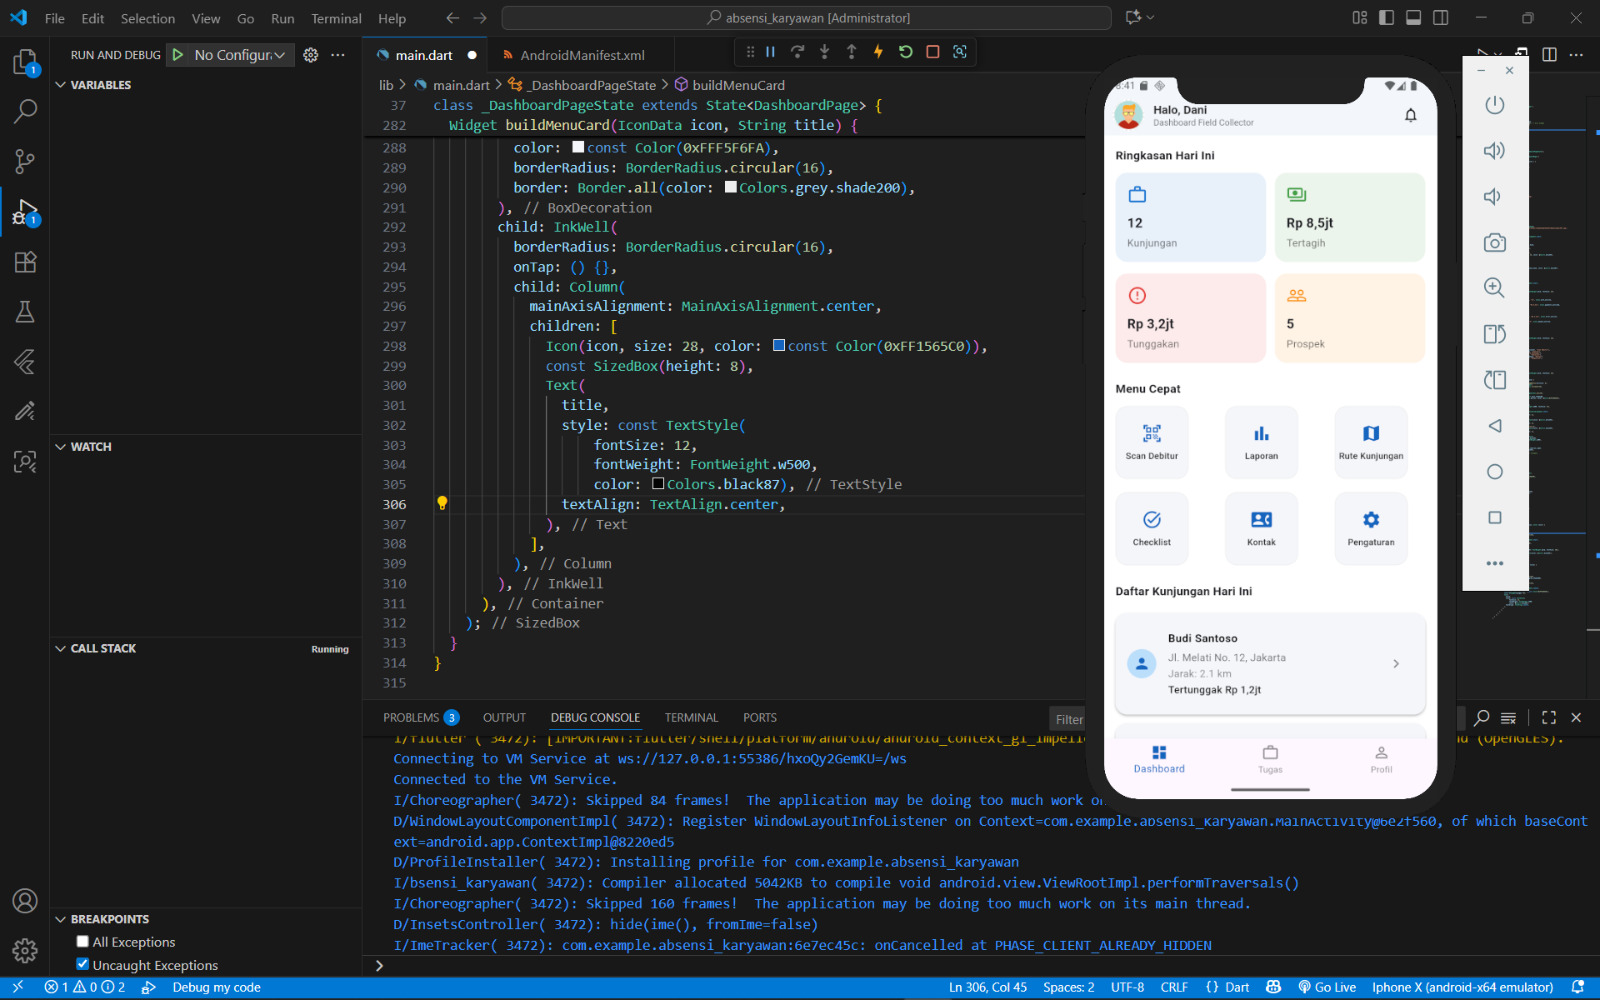 File Edit Selection View Go Run Terminal Help
absensi_karyawan [Administrator]
RUN AND DEBUG
No Configur
main.dart
AndroidManifest.xml
lib > main.dart > _DashboardPageState > buildMenuCard
VARIABLES
37 class _DashboardPageState extends State<DashboardPage> {
282 Widget buildMenuCard(IconData icon, String title) {
288 color: const Color(0xFFF5F6FA),
289 borderRadius: BorderRadius.circular(16),
290 border: Border.all(color: Colors.grey.shade200),
291 ), // BoxDecoration
292 child: InkWell(
293 borderRadius: BorderRadius.circular(16),
294 onTap: () {},
295 child: Column(
296 mainAxisAlignment: MainAxisAlignment.center,
297 children: [
298 Icon(icon, size: 28, color: const Color(0xFF1565C0)),
299 const SizedBox(height: 8),
300 Text(
301 title,
302 style: const TextStyle(
303 fontSize: 12,
304 fontWeight: FontWeight.w500,
305 color: Colors.black87), // TextStyle
306 textAlign: TextAlign.center,
307 ), // Text
308 ],
309 ), // Column
310 ), // InkWell
311 ), // Container
312 ); // SizedBox
313 }
314 }
315
WATCH
CALL STACK
Running
BREAKPOINTS
All Exceptions
Uncaught Exceptions
PROBLEMS 3 OUTPUT DEBUG CONSOLE TERMINAL PORTS
Filter
I/flutter ( 3472): [IMPORTANT:flutter/shell/platform/android/android_context_gl_impelle
(OpenGLES).
Connecting to VM Service at ws://127.0.0.1:55386/hxoQy2GemKU=/ws
Connected to the VM Service.
I/Choreographer( 3472): Skipped 84 frames!  The application may be doing too much work on
D/WindowLayoutComponentImpl( 3472): Register WindowLayoutInfoListener on Context=com.example.absensi_karyawan.MainActivity@6e2f560, of which baseCont
ext=android.app.ContextImpl@8220ed5
D/ProfileInstaller( 3472): Installing profile for com.example.absensi_karyawan
I/bsensi_karyawan( 3472): Compiler allocated 5042KB to compile void android.view.ViewRootImpl.performTraversals()
I/Choreographer( 3472): Skipped 160 frames!  The application may be doing too much work on its main thread.
D/InsetsController( 3472): hide(ime(), fromIme=false)
I/ImeTracker( 3472): com.example.absensi_karyawan:6e7ec45c: onCancelled at PHASE_CLIENT_ALREADY_HIDDEN
8:41
Halo, Dani
Dashboard Field Collector
Ringkasan Hari Ini
12
Kunjungan
Rp 8,5jt
Tertagih
Rp 3,2jt
Tunggakan
5
Prospek
Menu Cepat
Scan Debitur
Laporan
Rute Kunjungan
Checklist
Kontak
Pengaturan
Daftar Kunjungan Hari Ini
Budi Santoso
Jl. Melati No. 12, Jakarta
Jarak: 2.1 km
Tertunggak Rp 1,2jt
Dashboard
Tugas
Profil
1 0 2 Debug my code
Ln 306, Col 45 Spaces: 2 UTF-8 CRLF {} Dart Go Live Iphone X (android-x64 emulator)